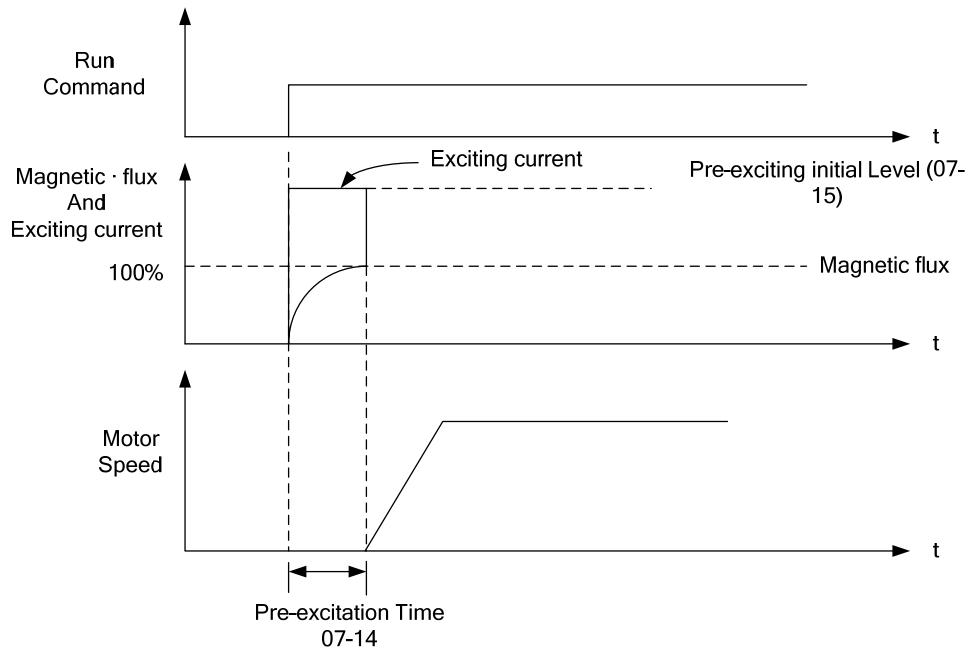 Run
Command
t
Exciting current
Pre-exciting initial Level (07-
15)
Magnetic · flux
And
Exciting current
100%
Magnetic flux
t
Motor
Speed
t
Pre-excitation Time
07-14